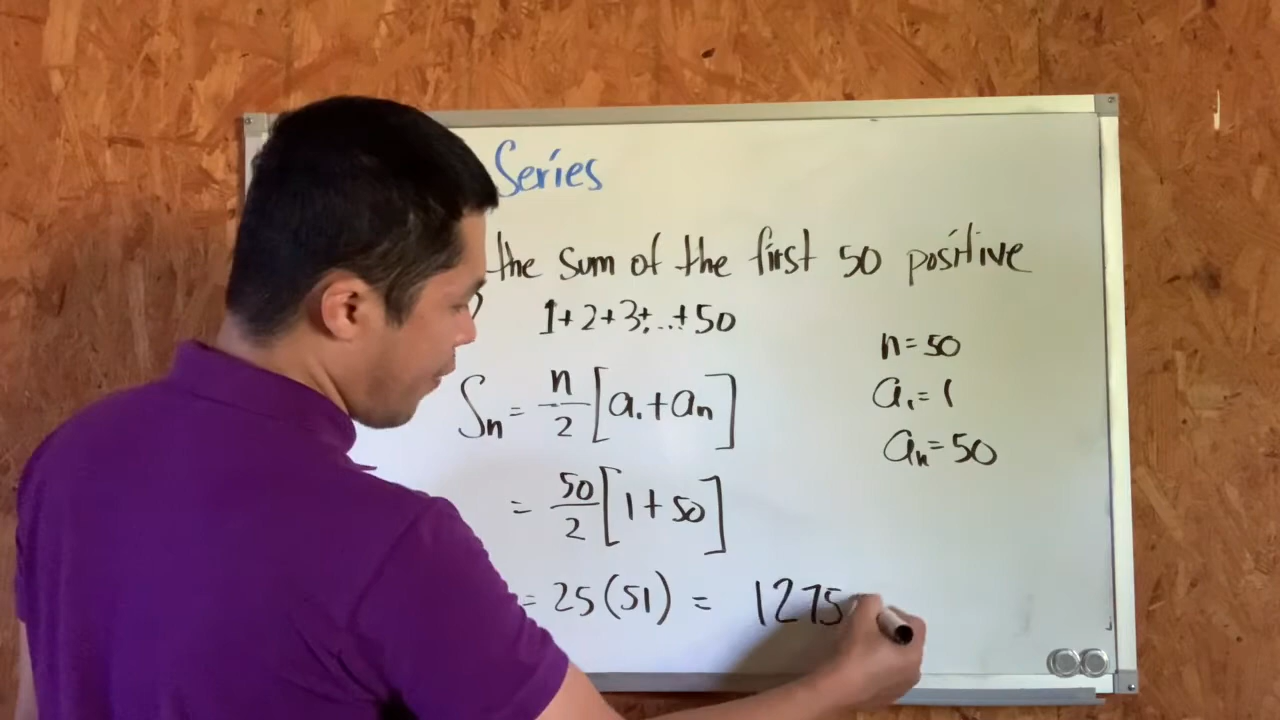 Series
the sum of the first 50 positive
1+2+3+...+50
n=50
a₁=1
aₙ=50
Sₙ = n/2 [a₁+aₙ]
= 50/2 [1+50]
= 25(51) = 1275